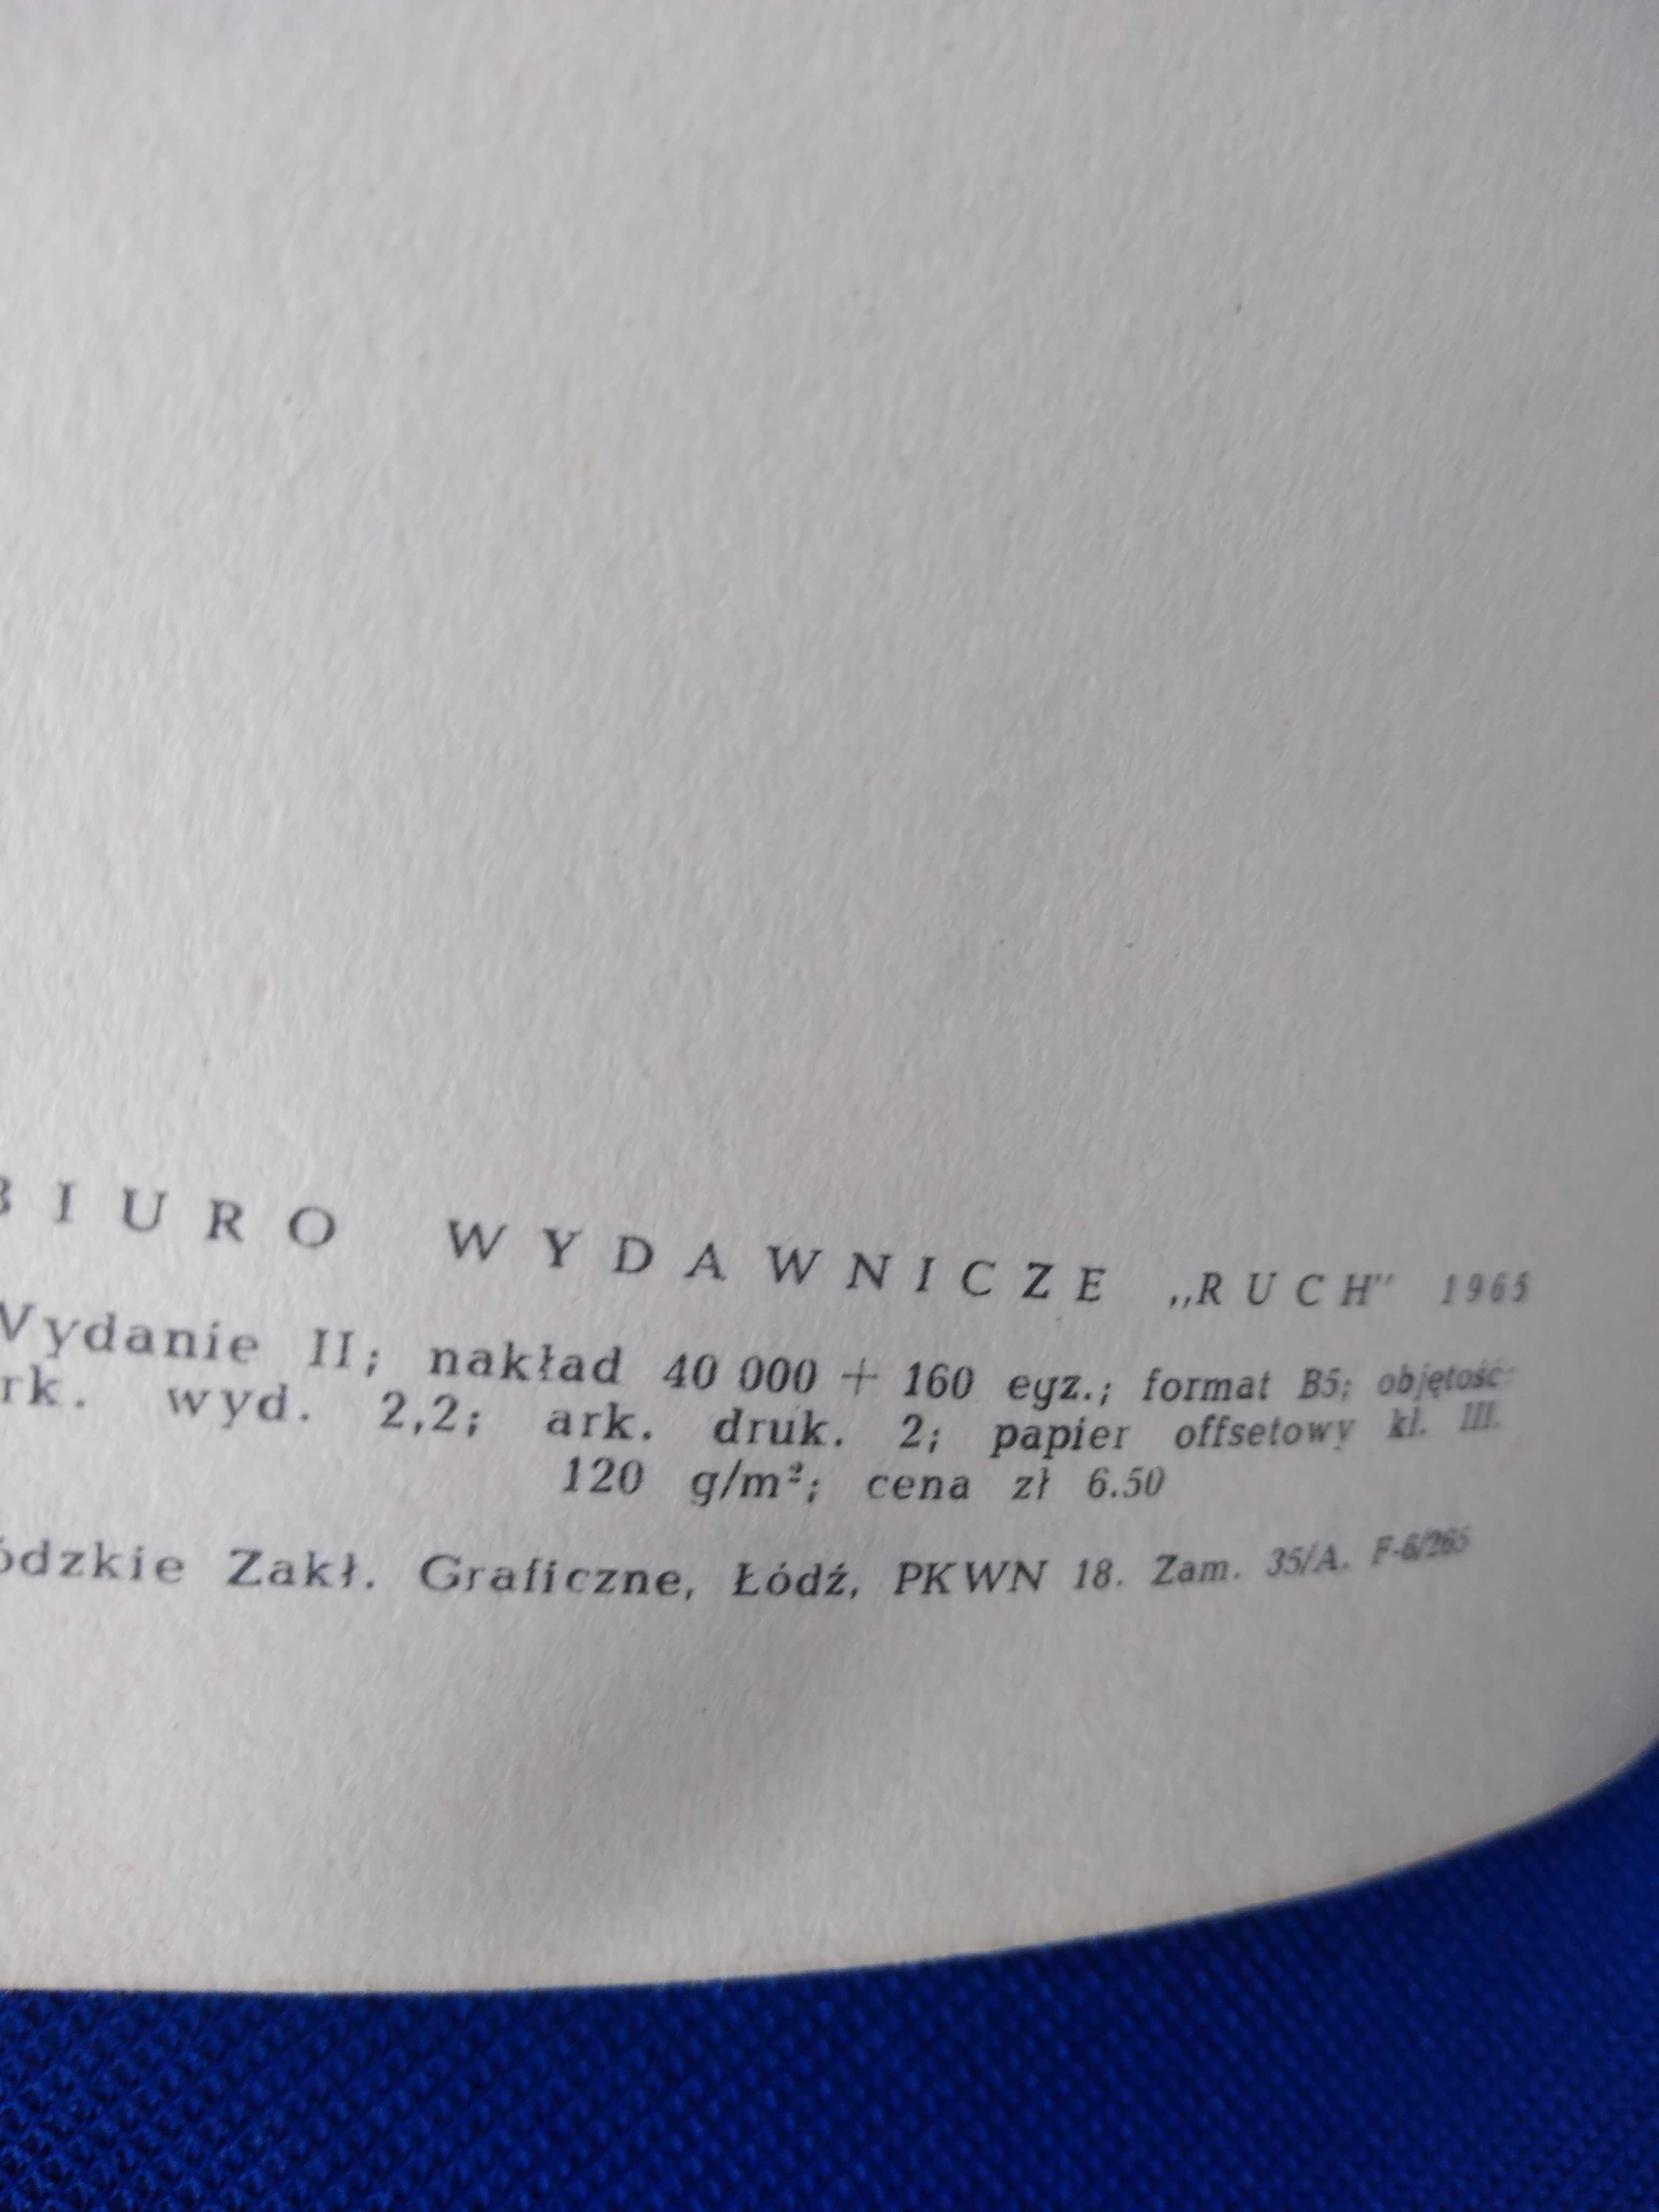 BIURO WYDAWNICZE „RUCH” 1965
Wydanie II; nakład 40 000 + 160 egz.; format B5; objętość:
rk. wyd. 2,2; ark. druk. 2; papier offsetowy kl. III.
120 g/m²; cena zł 6.50
ódzkie Zakł. Graficzne, Łódź, PKWN 18. Zam. 35/A. F-6/265